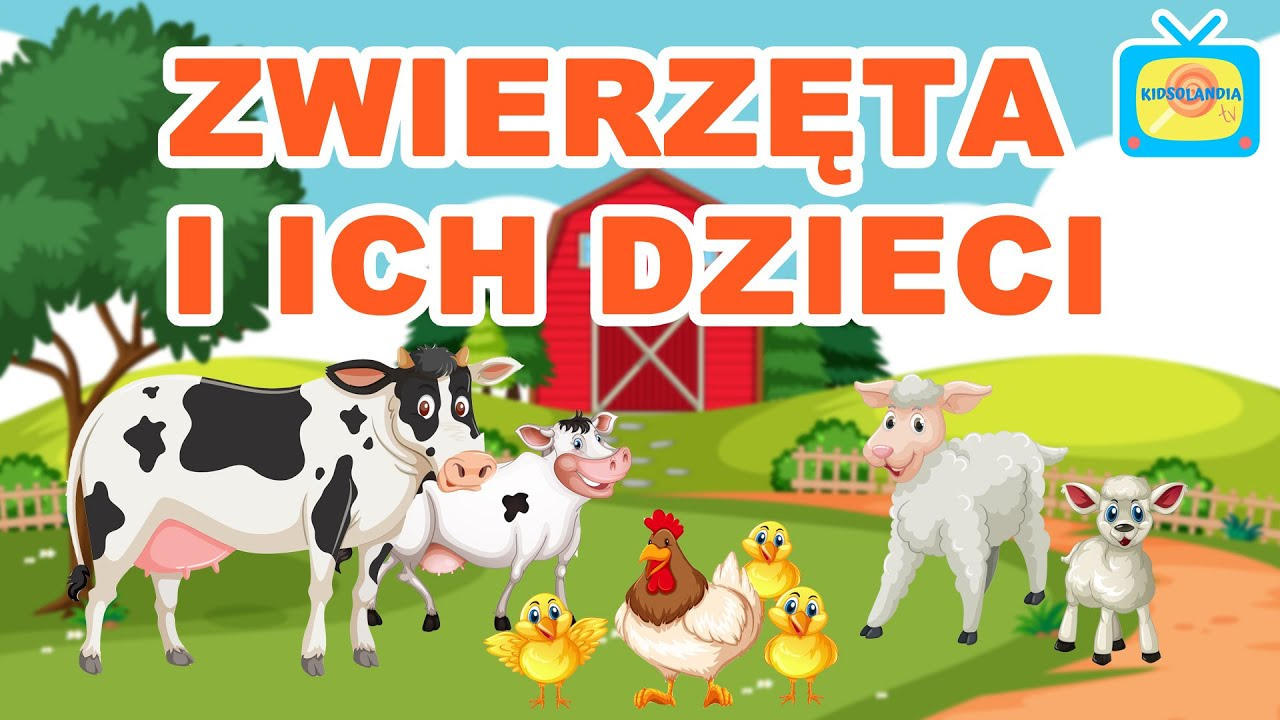 ZWIERZĘTA
I ICH DZIECI
KIDSOLANDIA
tv